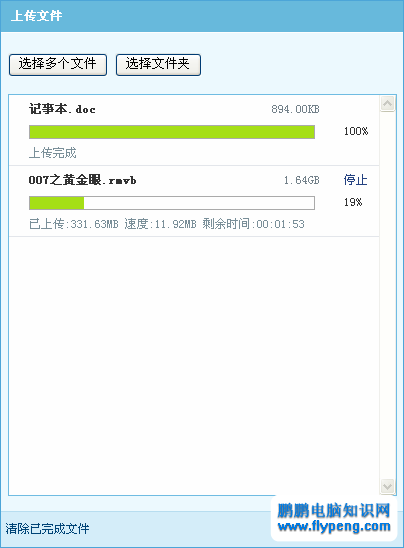 上传文件
选择多个文件 选择文件夹
记事本.doc 894.00KB
100%
上传完成
007之黄金眼.rmvb 1.64GB 停止
19%
已上传:331.63MB 速度:11.92MB 剩余时间:00:01:53
清除已完成文件
鹏鹏电脑知识网
www.flypeng.com